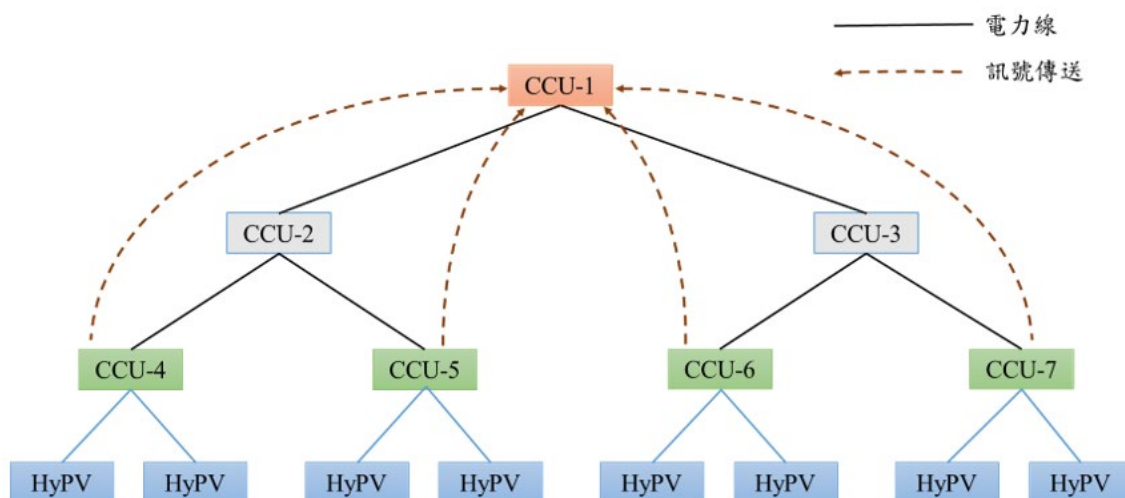 電力線
訊號傳送
CCU-1
CCU-2
CCU-3
CCU-4
CCU-5
CCU-6
CCU-7
HyPV
HyPV
HyPV
HyPV
HyPV
HyPV
HyPV
HyPV